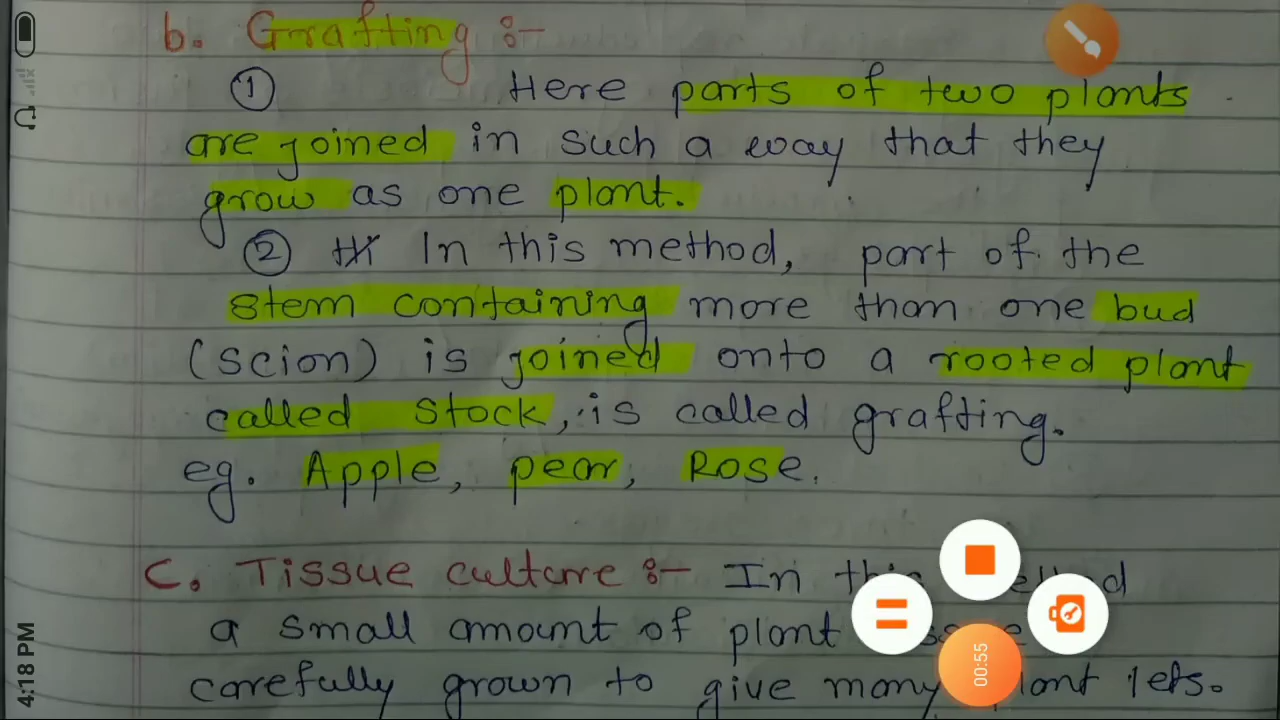 b. Grafting :-
① Here parts of two plants
are joined in such a way that they
grow as one plant.
② In this method, part of the
stem containing more than one bud
(scion) is joined onto a rooted plant
called stock, is called grafting.
eg. Apple, pear, Rose.
C. Tissue culture :- In
a small amount of plant
carefully grown to give many lets.
00:55
4:18 PM